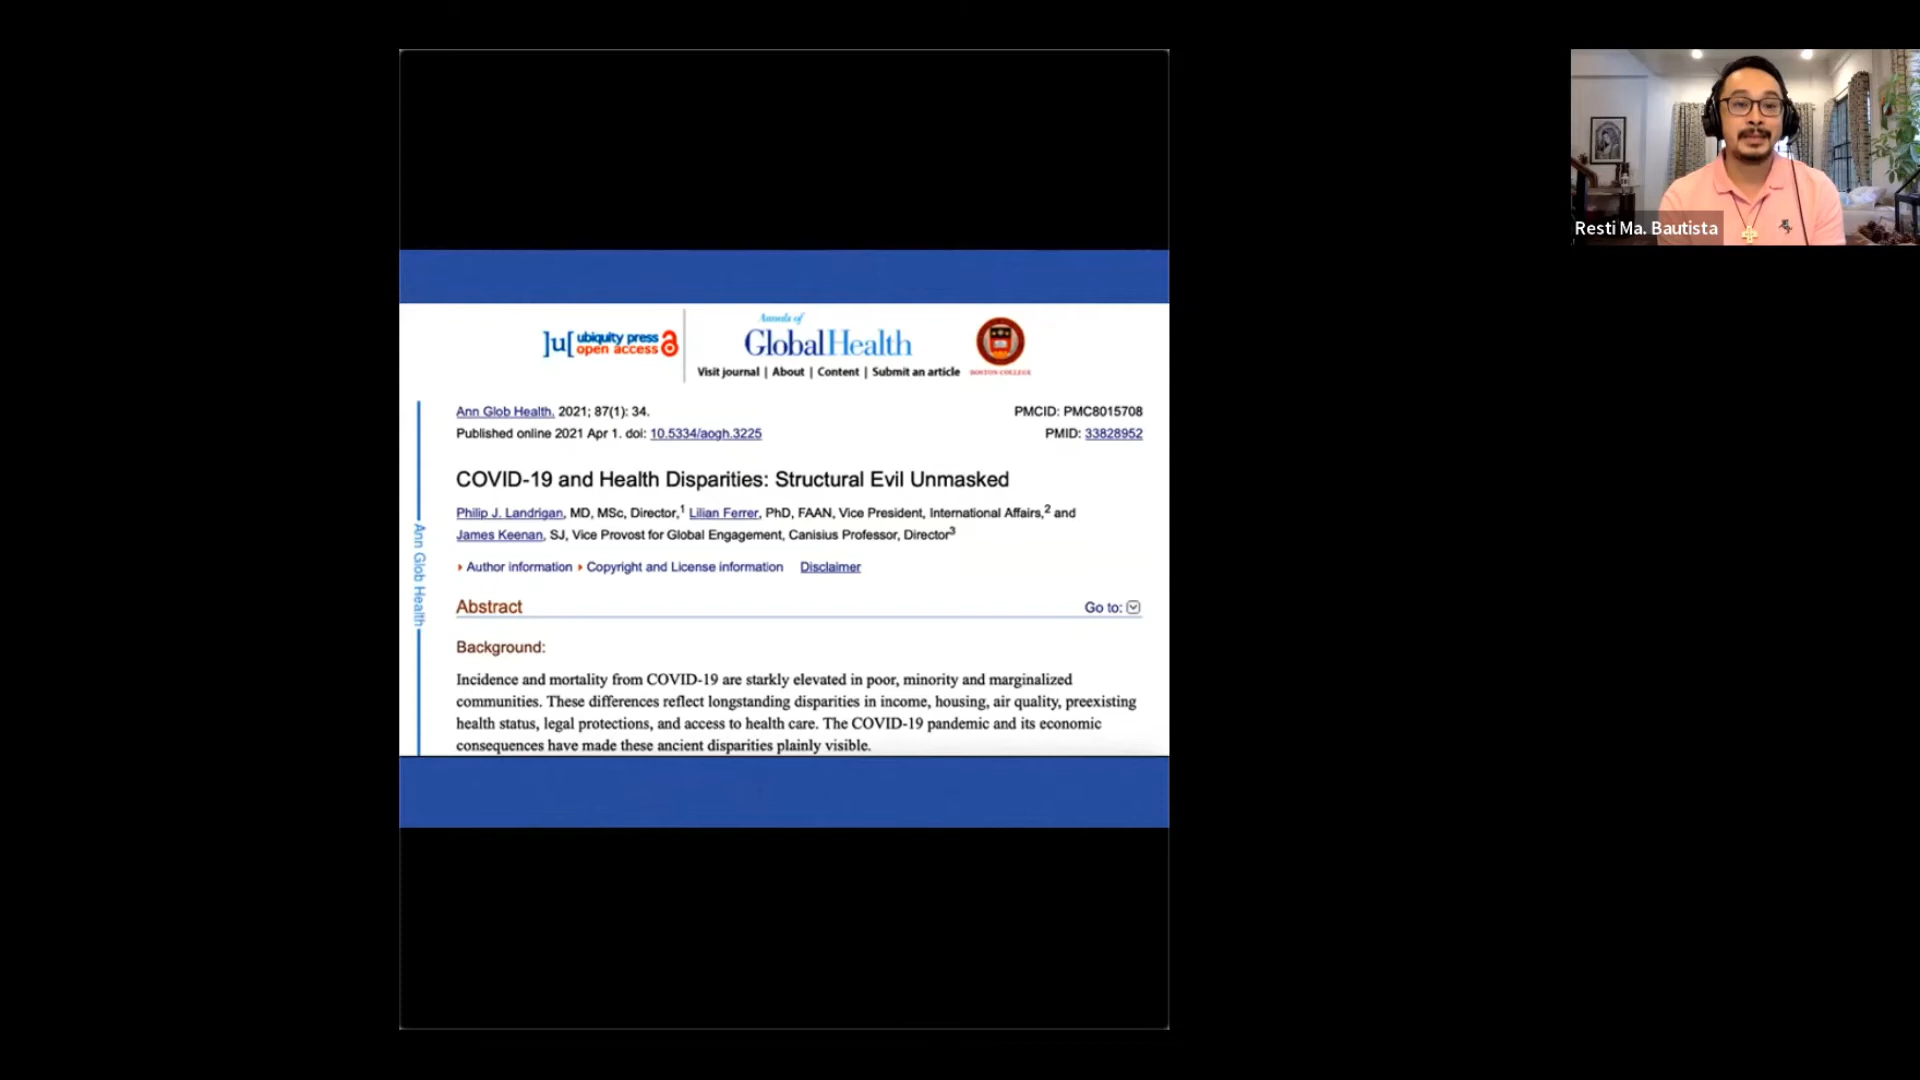 ]u[ ubiquity press
open access
Annals of
GlobalHealth
Visit journal | About | Content | Submit an article
BOSTON COLLEGE
Ann Glob Health. 2021; 87(1): 34.
PMCID: PMC8015708
Published online 2021 Apr 1. doi: 10.5334/aogh.3225
PMID: 33828952
COVID-19 and Health Disparities: Structural Evil Unmasked
Philip J. Landrigan, MD, MSc, Director,1 Lilian Ferrer, PhD, FAAN, Vice President, International Affairs,2 and
James Keenan, SJ, Vice Provost for Global Engagement, Canisius Professor, Director3
Author information Copyright and License information Disclaimer
Abstract
Go to:
Background:
Incidence and mortality from COVID-19 are starkly elevated in poor, minority and marginalized
communities. These differences reflect longstanding disparities in income, housing, air quality, preexisting
health status, legal protections, and access to health care. The COVID-19 pandemic and its economic
consequences have made these ancient disparities plainly visible.
Ann Glob Health
Resti Ma. Bautista